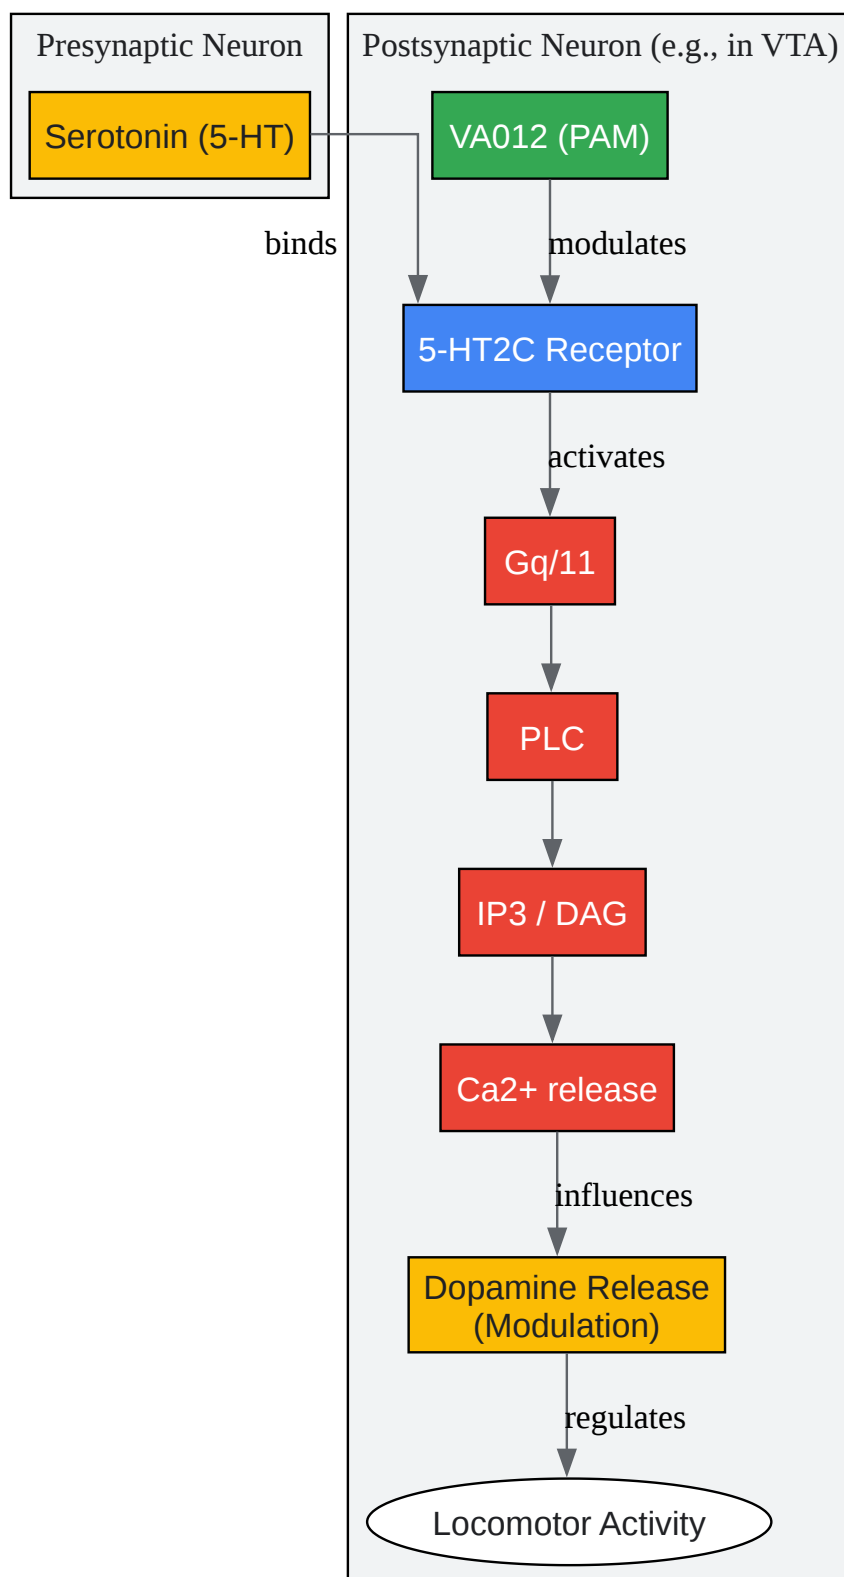 Presynaptic Neuron
Postsynaptic Neuron (e.g., in VTA)
Serotonin (5-HT)
VA012 (PAM)
binds
modulates
5-HT2C Receptor
activates
Gq/11
PLC
IP3 / DAG
Ca2+ release
influences
Dopamine Release
(Modulation)
regulates
Locomotor Activity